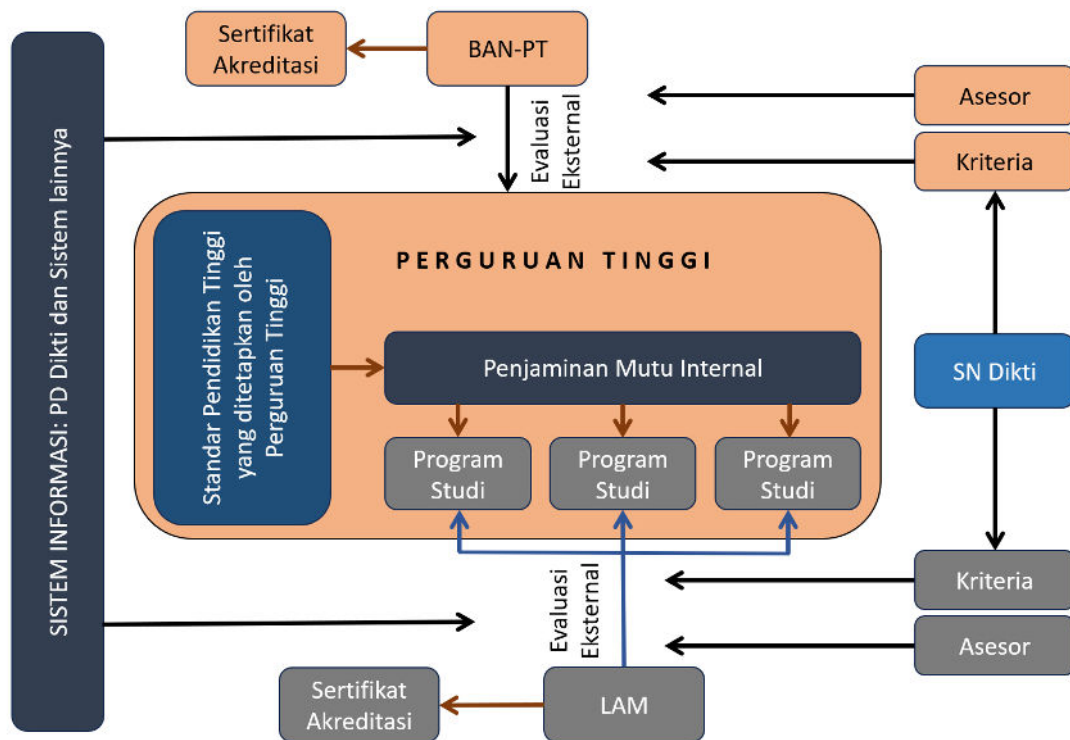 SISTEM INFORMASI: PD Dikti dan Sistem lainnya
Sertifikat
Akreditasi
BAN-PT
Evaluasi
Eksternal
Asesor
Kriteria
PERGURUAN TINGGI
Standar Pendidikan Tinggi
yang ditetapkan oleh
Perguruan Tinggi
Penjaminan Mutu Internal
SN Dikti
Program
Studi
Program
Studi
Program
Studi
Evaluasi
Eksternal
Kriteria
Asesor
Sertifikat
Akreditasi
LAM